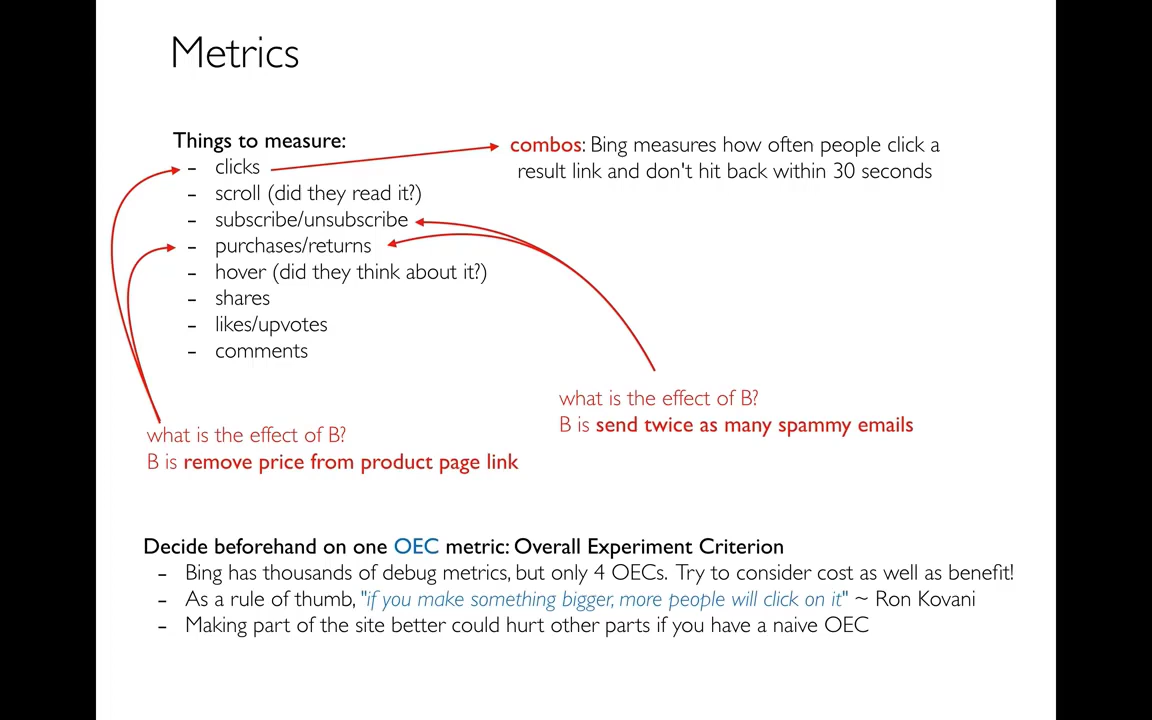 Metrics
Things to measure:
- clicks
- scroll (did they read it?)
- subscribe/unsubscribe
- purchases/returns
- hover (did they think about it?)
- shares
- likes/upvotes
- comments
combos: Bing measures how often people click a
result link and don't hit back within 30 seconds
what is the effect of B?
B is send twice as many spammy emails
what is the effect of B?
B is remove price from product page link
Decide beforehand on one OEC metric: Overall Experiment Criterion
- Bing has thousands of debug metrics, but only 4 OECs. Try to consider cost as well as benefit!
- As a rule of thumb, "if you make something bigger, more people will click on it" ~ Ron Kovani
- Making part of the site better could hurt other parts if you have a naive OEC